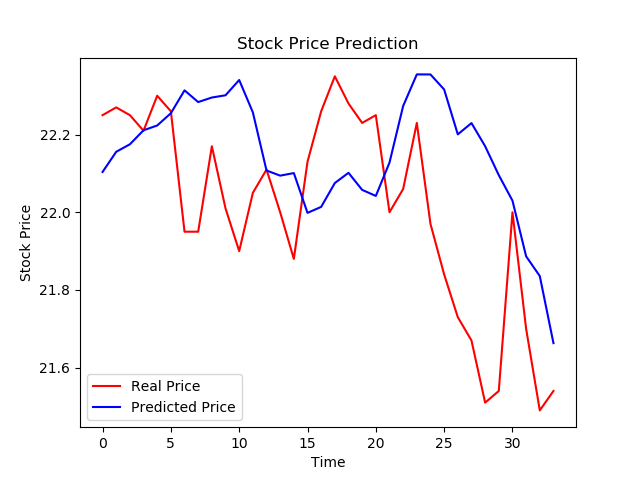 Stock Price Prediction
Stock Price
22.2
22.0
21.8
21.6
Real Price
Predicted Price
0 5 10 15 20 25 30
Time